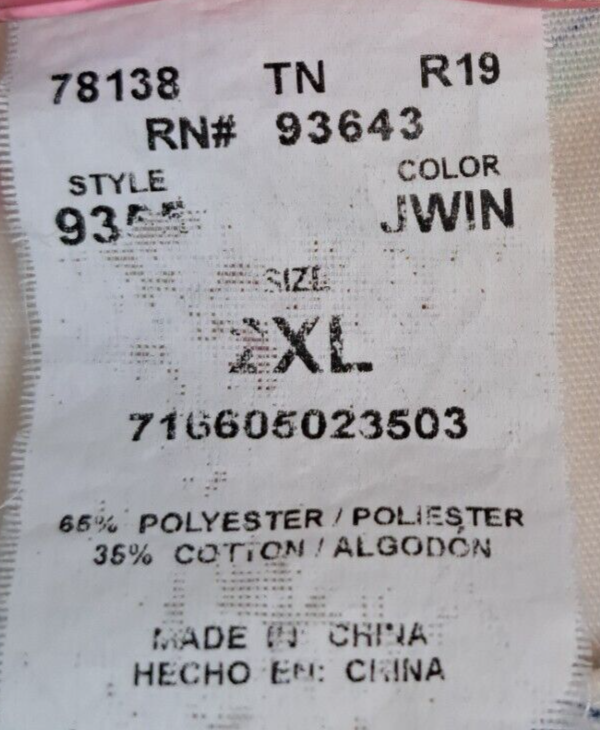 78138 TN R19
RN# 93643
STYLE COLOR
JWIN
SIZE
2XL
716605023503
65% POLYESTER / POLIESTER
35% COTTON / ALGODÓN
MADE IN CHINA
HECHO EN: CHINA